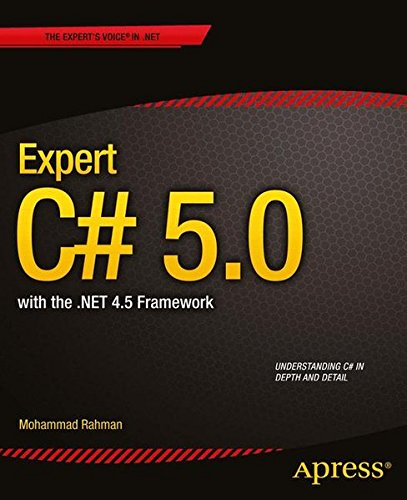 THE EXPERT'S VOICE® IN .NET
Expert
C# 5.0
with the .NET 4.5 Framework
UNDERSTANDING C# IN
DEPTH AND DETAIL
Mohammad Rahman
Apress®